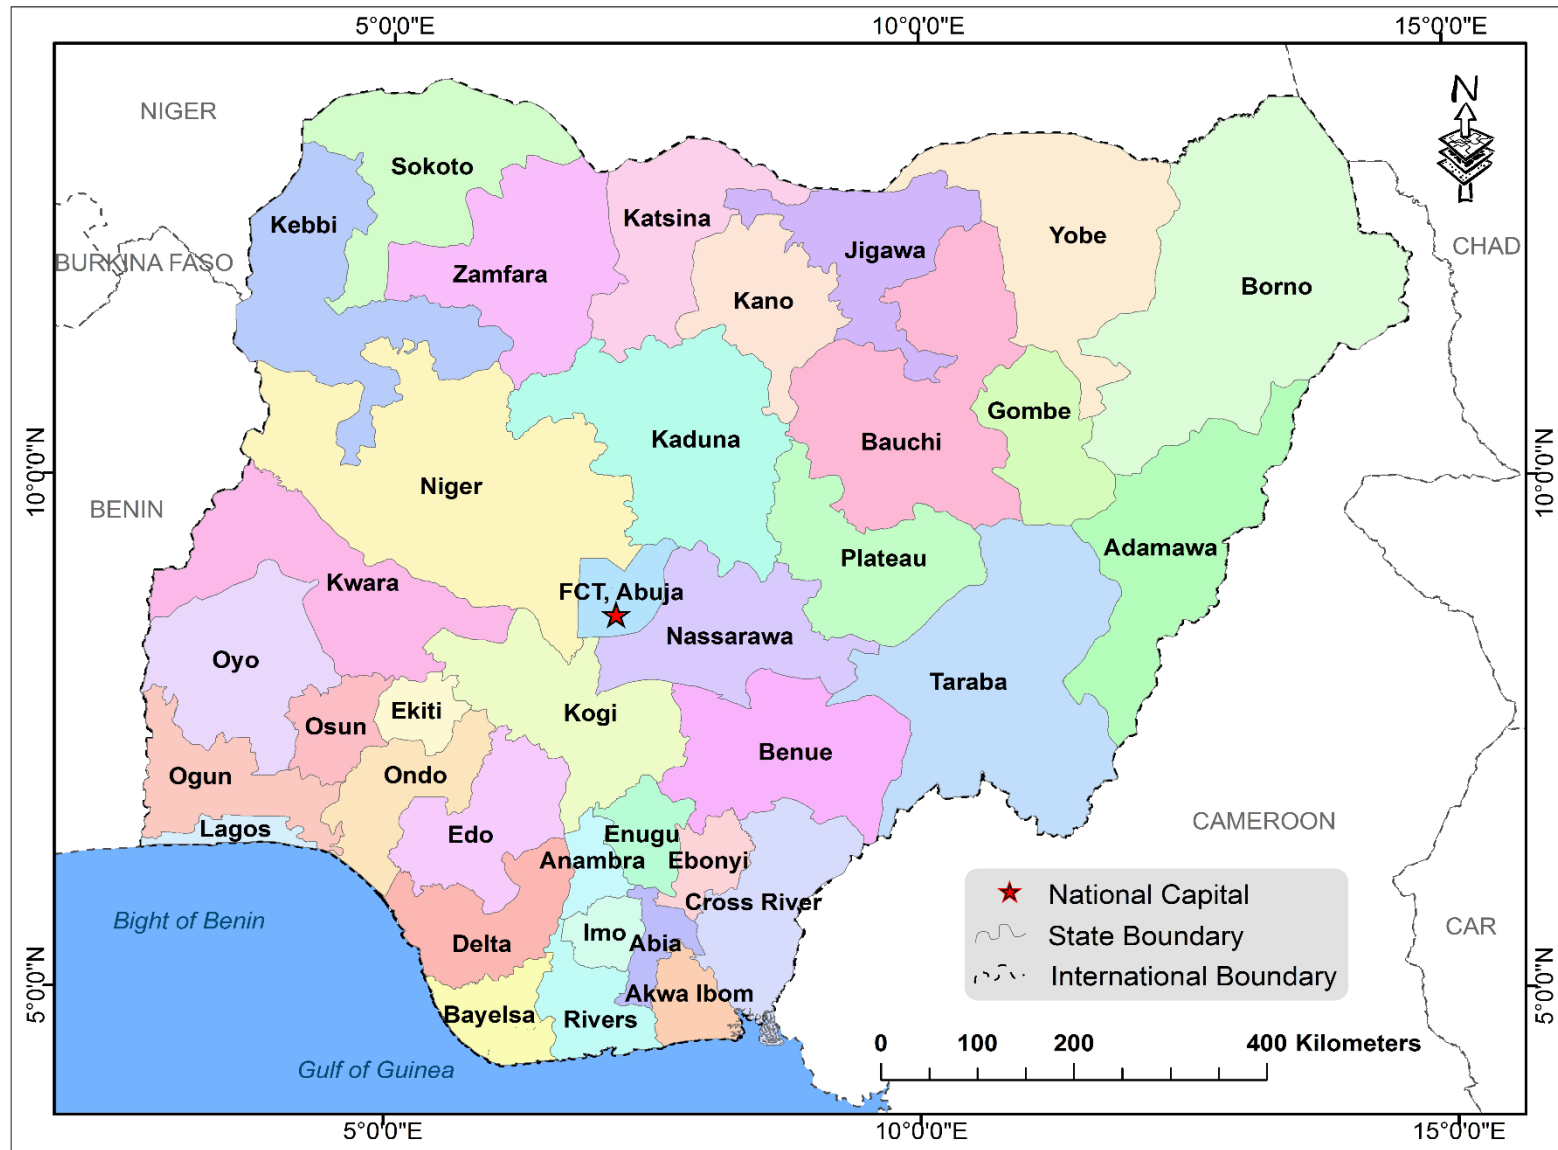 5°0'0"E
10°0'0"E
15°0'0"E
NIGER
N
Sokoto
Katsina
Kebbi
Yobe
Jigawa
CHAD
BURKINA FASO
Zamfara
Borno
Kano
Gombe
Kaduna
Bauchi
10°0'0"N
10°0'0"N
Niger
BENIN
Adamawa
Plateau
Kwara
FCT, Abuja
Nassarawa
Oyo
Taraba
Ekiti
Kogi
Osun
Benue
Ogun
Ondo
CAMEROON
Lagos
Edo
Enugu
Anambra
Ebonyi
National Capital
Cross River
Bight of Benin
CAR
Imo
State Boundary
Delta
Abia
International Boundary
5°0'0"N
5°0'0"N
Akwa Ibom
Bayelsa
Rivers
0 100 200 400 Kilometers
Gulf of Guinea
5°0'0"E
10°0'0"E
15°0'0"E